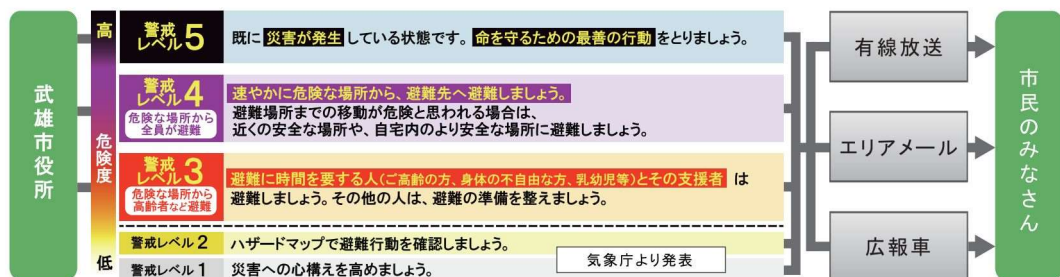 武雄市役所
高
危険度
低
警戒レベル5
既に災害が発生している状態です。命を守るための最善の行動をとりましょう。
警戒レベル4
危険な場所から
全員が避難
速やかに危険な場所から、避難先へ避難しましょう。
避難場所までの移動が危険と思われる場合は、
近くの安全な場所や、自宅内のより安全な場所に避難しましょう。
警戒レベル3
危険な場所から
高齢者など避難
避難に時間を要する人(ご高齢の方、身体の不自由な方、乳幼児等)とその支援者 は
避難しましょう。その他の人は、避難の準備を整えましょう。
警戒レベル2
ハザードマップで避難行動を確認しましょう。
警戒レベル1
災害への心構えを高めましょう。
気象庁より発表
有線放送
エリアメール
広報車
市民のみなさん